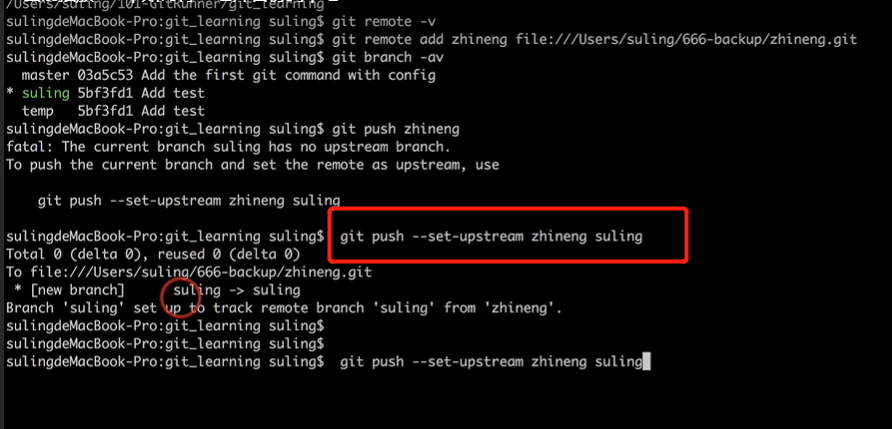 /Users/suling/101-GitRunner/git_learning
sulingdeMacBook-Pro:git_learning suling$ git remote -v
sulingdeMacBook-Pro:git_learning suling$ git remote add zhineng file:///Users/suling/666-backup/zhineng.git
sulingdeMacBook-Pro:git_learning suling$ git branch -av
  master 03a5c53 Add the first git command with config
* suling 5bf3fd1 Add test
  temp   5bf3fd1 Add test
sulingdeMacBook-Pro:git_learning suling$ git push zhineng
fatal: The current branch suling has no upstream branch.
To push the current branch and set the remote as upstream, use
    git push --set-upstream zhineng suling
sulingdeMacBook-Pro:git_learning suling$  git push --set-upstream zhineng suling
Total 0 (delta 0), reused 0 (delta 0)
To file:///Users/suling/666-backup/zhineng.git
 * [new branch]      suling -> suling
Branch 'suling' set up to track remote branch 'suling' from 'zhineng'.
sulingdeMacBook-Pro:git_learning suling$
sulingdeMacBook-Pro:git_learning suling$
sulingdeMacBook-Pro:git_learning suling$  git push --set-upstream zhineng suling